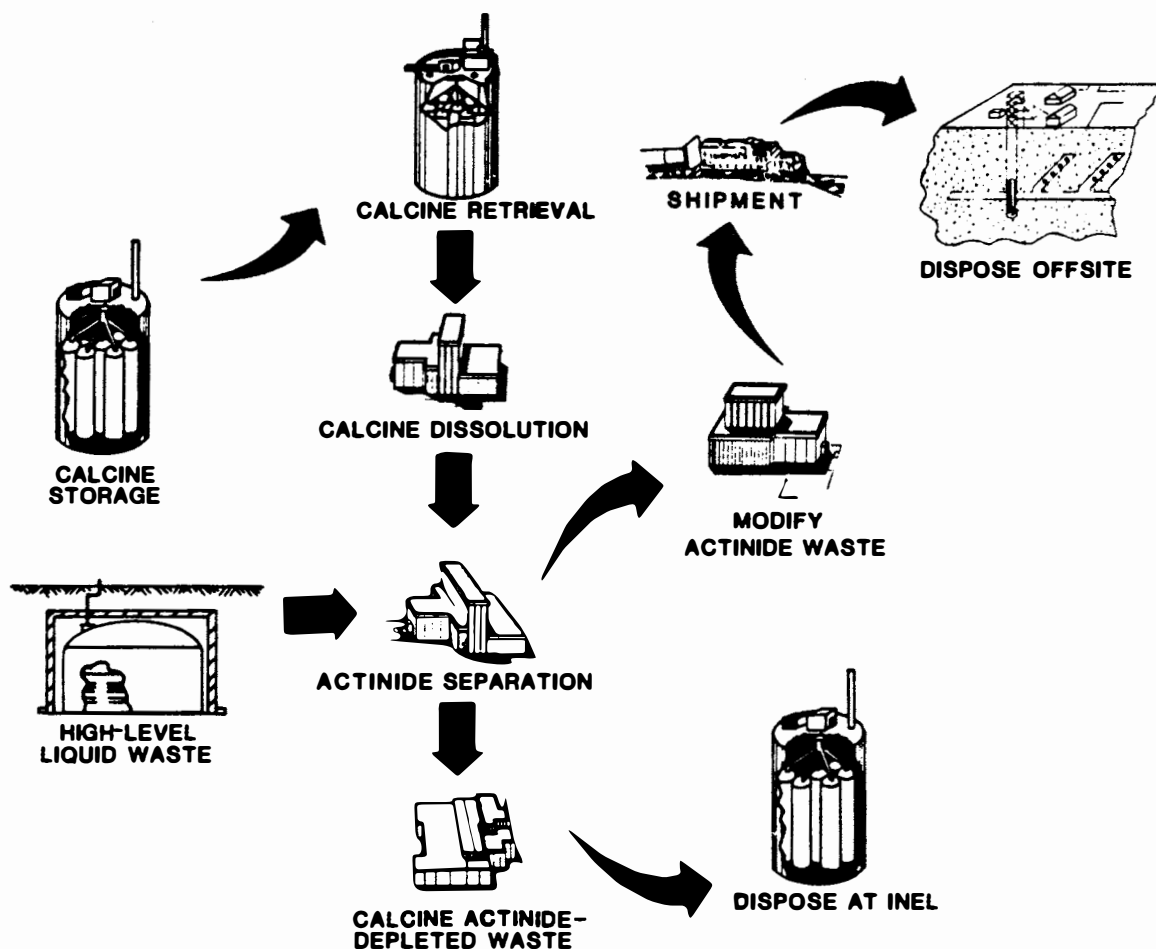 CALCINE RETRIEVAL
SHIPMENT
DISPOSE OFFSITE
CALCINE
STORAGE
CALCINE DISSOLUTION
MODIFY
ACTINIDE WASTE
HIGH-LEVEL
LIQUID WASTE
ACTINIDE SEPARATION
CALCINE ACTINIDE-
DEPLETED WASTE
DISPOSE AT INEL